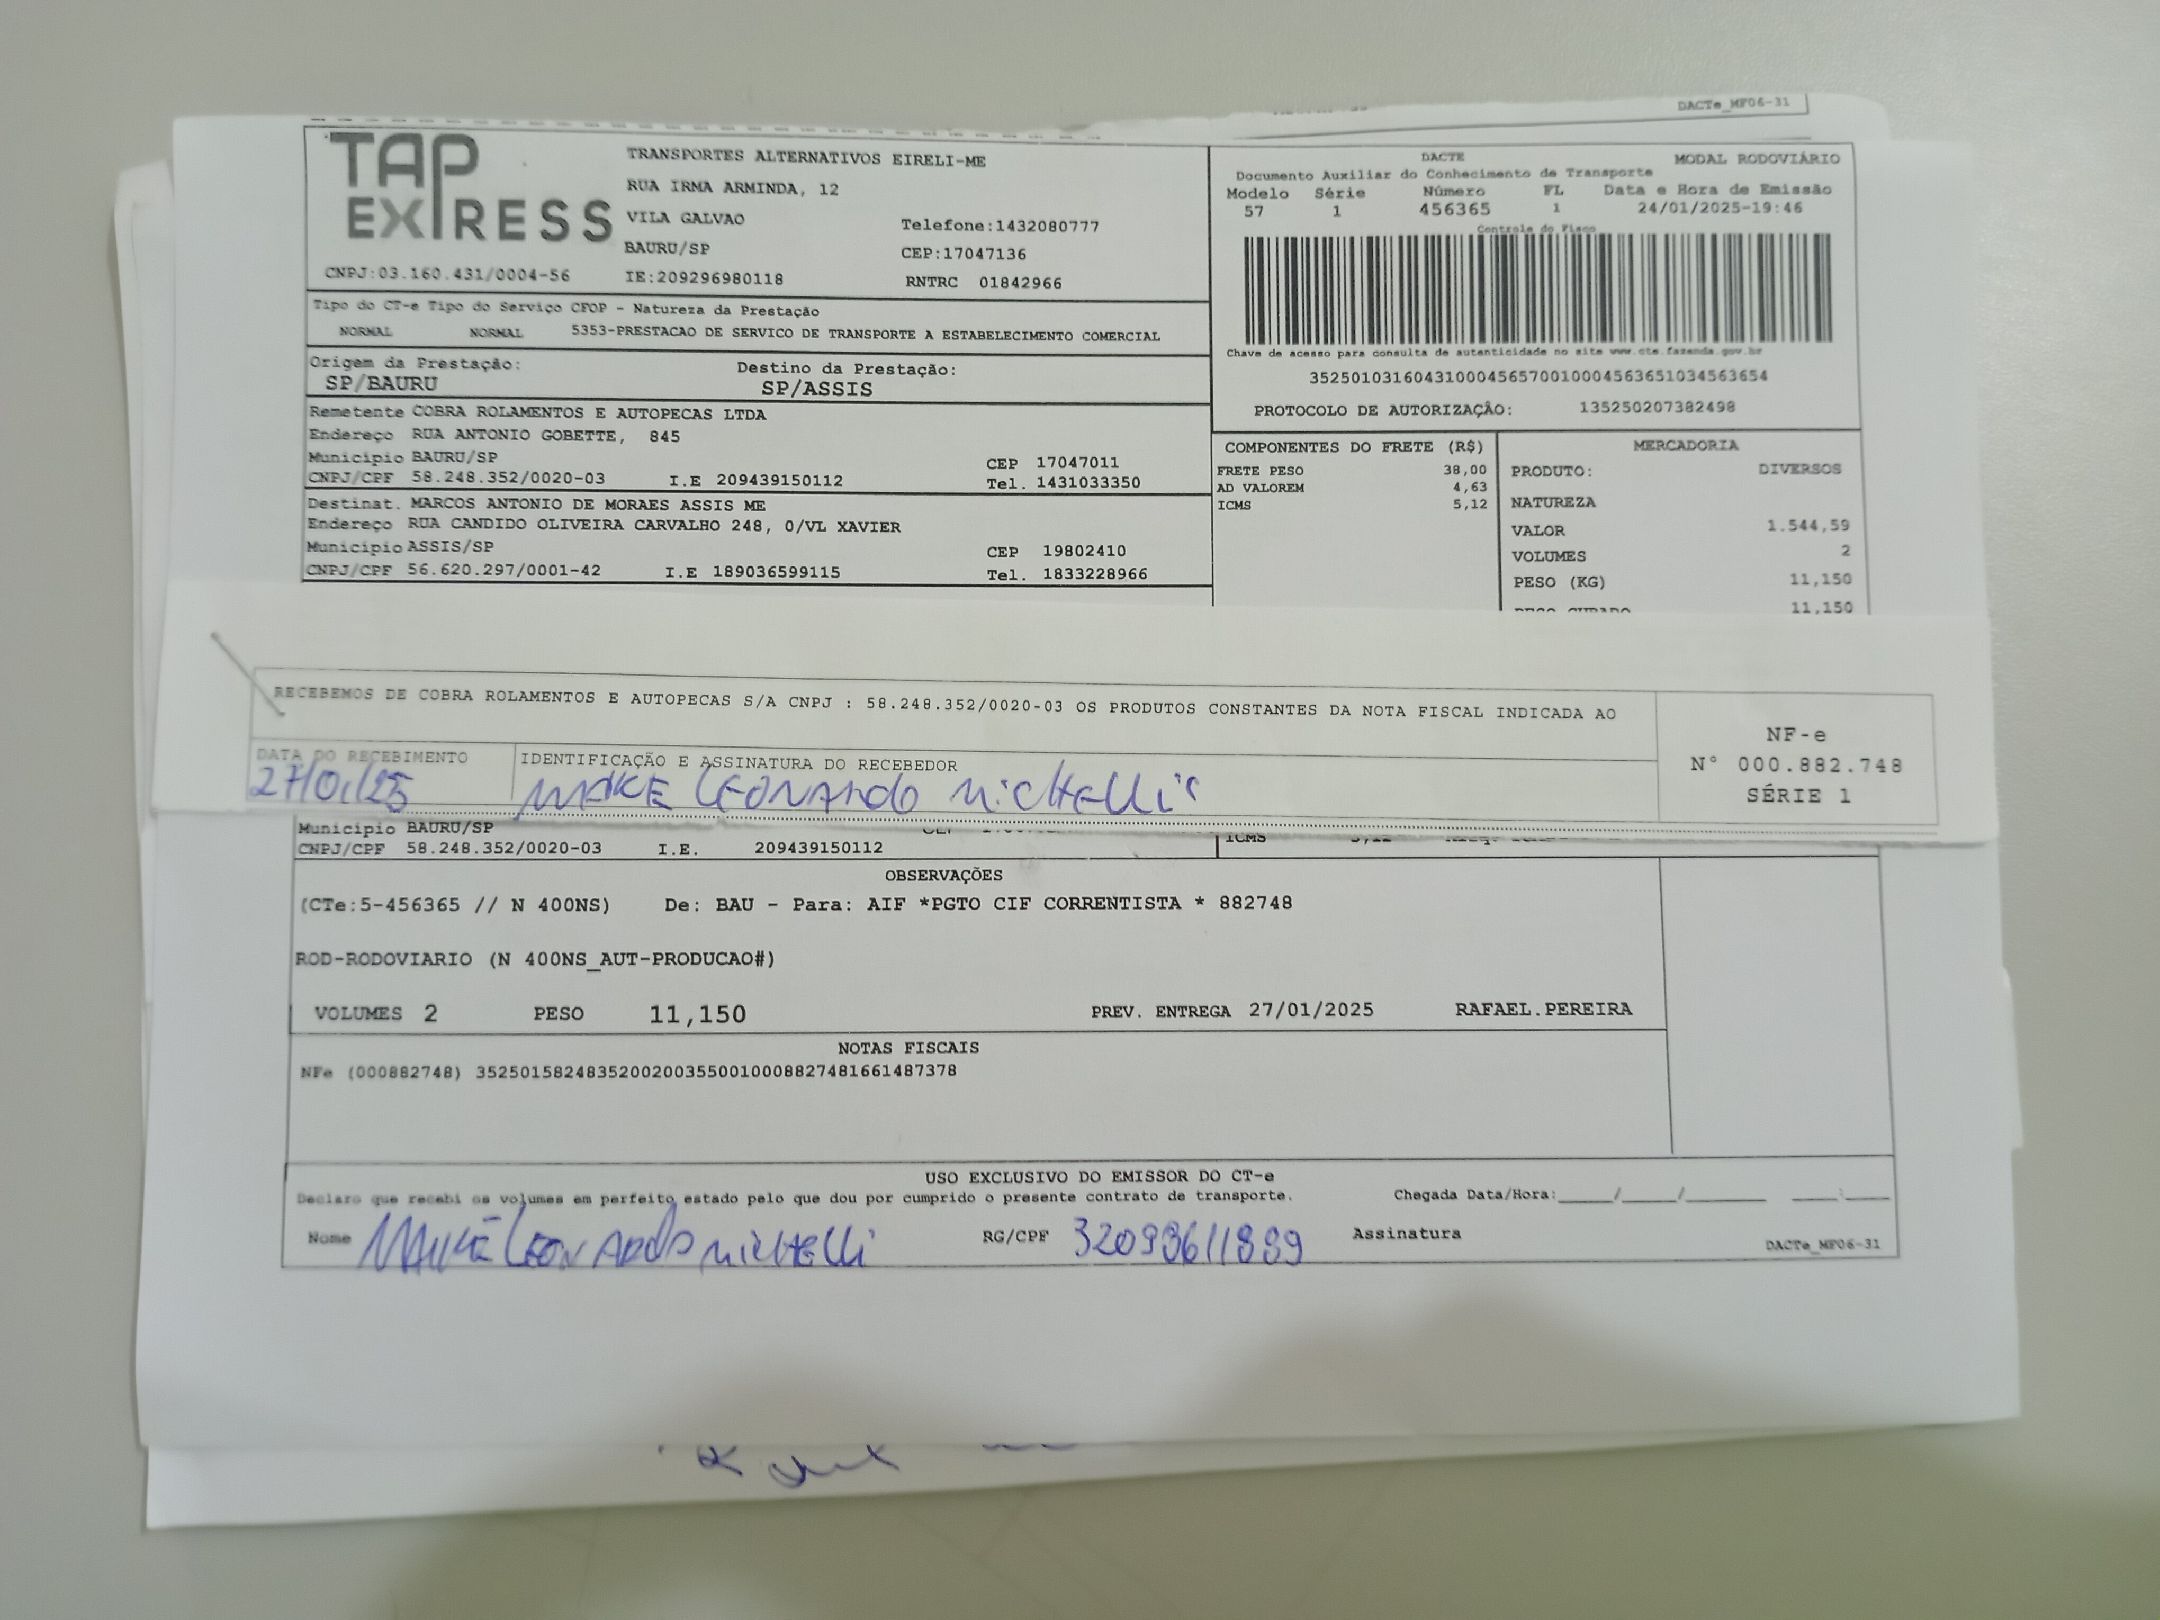 DACTe_MF06-31
TAP EXPRESS
TRANSPORTES ALTERNATIVOS EIRELI-ME
RUA IRMA ARMINDA, 12
VILA GALVAO Telefone:1432080777
BAURU/SP CEP:17047136
CNPJ:03.160.431/0004-56 IE:209296980118 RNTRC 01842966
DACTE MODAL RODOVIÁRIO
Documento Auxiliar do Conhecimento de Transporte
Modelo Série Número FL Data e Hora de Emissão
57 1 456365 1 24/01/2025-19:46
Controle do Fisco
Chave de acesso para consulta de autenticidade no site www.cte.fazenda.gov.br
35250103160431000456570010004563651034563654
PROTOCOLO DE AUTORIZAÇÃO: 135250207382498
Tipo do CT-e Tipo do Serviço CFOP - Natureza da Prestação
NORMAL NORMAL 5353-PRESTACAO DE SERVICO DE TRANSPORTE A ESTABELECIMENTO COMERCIAL
Origem da Prestação: Destino da Prestação:
SP/BAURU SP/ASSIS
Remetente COBRA ROLAMENTOS E AUTOPECAS LTDA
Endereço RUA ANTONIO GOBETTE, 845
Município BAURU/SP CEP 17047011
CNPJ/CPF 58.248.352/0020-03 I.E 209439150112 Tel. 1431033350
Destinat. MARCOS ANTONIO DE MORAES ASSIS ME
Endereço RUA CANDIDO OLIVEIRA CARVALHO 248, 0/VL XAVIER
Município ASSIS/SP CEP 19802410
CNPJ/CPF 56.620.297/0001-42 I.E 189036599115 Tel. 1833228966
COMPONENTES DO FRETE (R$)
FRETE PESO 38,00
AD VALOREM 4,63
ICMS 5,12
MERCADORIA
PRODUTO: DIVERSOS
NATUREZA
VALOR 1.544,59
VOLUMES 2
PESO (KG) 11,150
PESO CUBADO 11,150
RECEBEMOS DE COBRA ROLAMENTOS E AUTOPECAS S/A CNPJ : 58.248.352/0020-03 OS PRODUTOS CONSTANTES DA NOTA FISCAL INDICADA AO
DATA DO RECEBIMENTO IDENTIFICAÇÃO E ASSINATURA DO RECEBEDOR
27/01/25 MAIKE LEONARDO MICHELLI
NF-e
N° 000.882.748
SÉRIE 1
Município BAURU/SP
CNPJ/CPF 58.248.352/0020-03 I.E. 209439150112
ICMS 5,12
OBSERVAÇÕES
(CTe:5-456365 // N 400NS) De: BAU - Para: AIF *PGTO CIF CORRENTISTA * 882748
ROD-RODOVIARIO (N 400NS_AUT-PRODUCAO#)
VOLUMES 2 PESO 11,150 PREV. ENTREGA 27/01/2025 RAFAEL.PEREIRA
NOTAS FISCAIS
NFe (000882748) 35250158248352002003550010008827481661487378
USO EXCLUSIVO DO EMISSOR DO CT-e
Declaro que recebi os volumes em perfeito estado pelo que dou por cumprido o presente contrato de transporte. Chegada Data/Hora:____/____/______ ____:____
Nome MAIKE LEONARDO MICHELLI RG/CPF 32093611889 Assinatura
DACTe_MF06-31